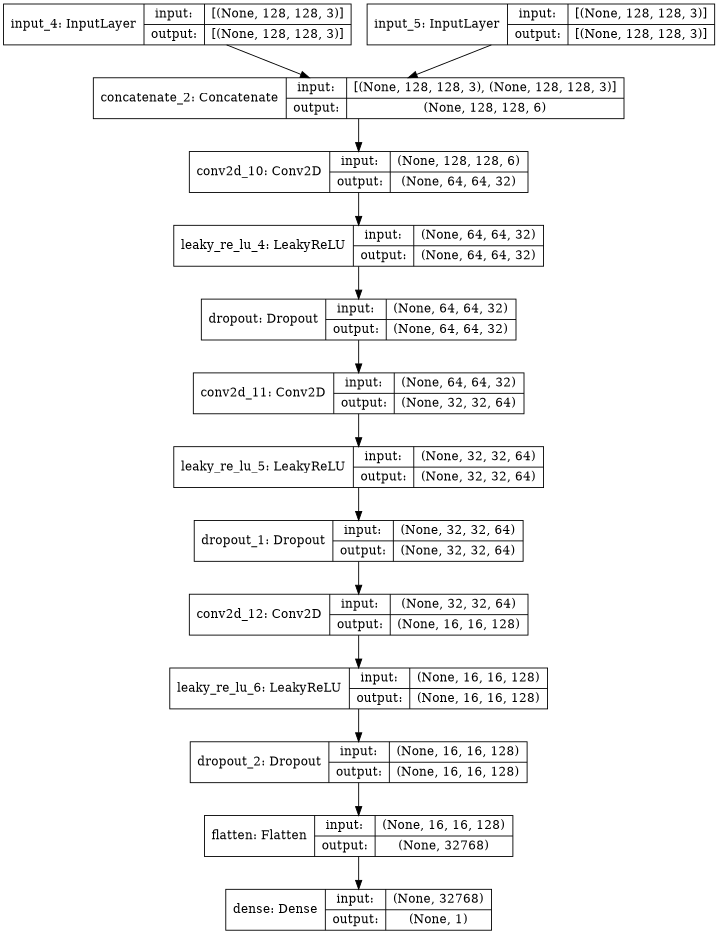 input_4: InputLayer input: [(None, 128, 128, 3)]
output: [(None, 128, 128, 3)]
input_5: InputLayer input: [(None, 128, 128, 3)]
output: [(None, 128, 128, 3)]
concatenate_2: Concatenate input: [(None, 128, 128, 3), (None, 128, 128, 3)]
output: (None, 128, 128, 6)
conv2d_10: Conv2D input: (None, 128, 128, 6)
output: (None, 64, 64, 32)
leaky_re_lu_4: LeakyReLU input: (None, 64, 64, 32)
output: (None, 64, 64, 32)
dropout: Dropout input: (None, 64, 64, 32)
output: (None, 64, 64, 32)
conv2d_11: Conv2D input: (None, 64, 64, 32)
output: (None, 32, 32, 64)
leaky_re_lu_5: LeakyReLU input: (None, 32, 32, 64)
output: (None, 32, 32, 64)
dropout_1: Dropout input: (None, 32, 32, 64)
output: (None, 32, 32, 64)
conv2d_12: Conv2D input: (None, 32, 32, 64)
output: (None, 16, 16, 128)
leaky_re_lu_6: LeakyReLU input: (None, 16, 16, 128)
output: (None, 16, 16, 128)
dropout_2: Dropout input: (None, 16, 16, 128)
output: (None, 16, 16, 128)
flatten: Flatten input: (None, 16, 16, 128)
output: (None, 32768)
dense: Dense input: (None, 32768)
output: (None, 1)